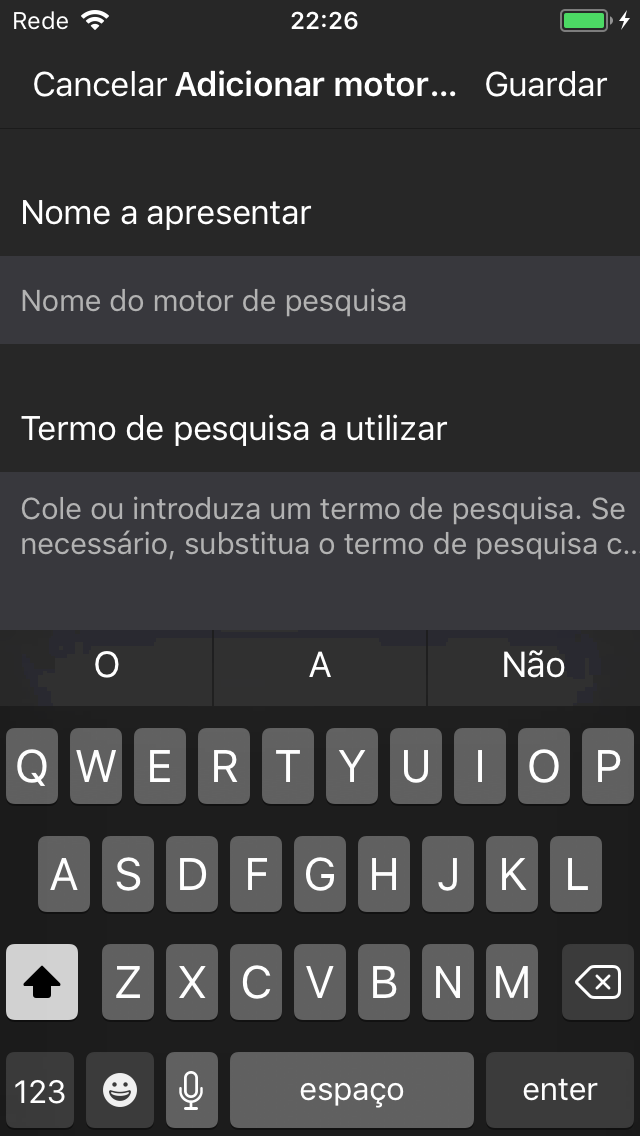 Rede 22:26
Cancelar Adicionar motor... Guardar
Nome a apresentar
Nome do motor de pesquisa
Termo de pesquisa a utilizar
Cole ou introduza um termo de pesquisa. Se
necessário, substitua o termo de pesquisa c...
O A Não
Q W E R T Y U I O P
A S D F G H J K L
Z X C V B N M
123 espaço enter